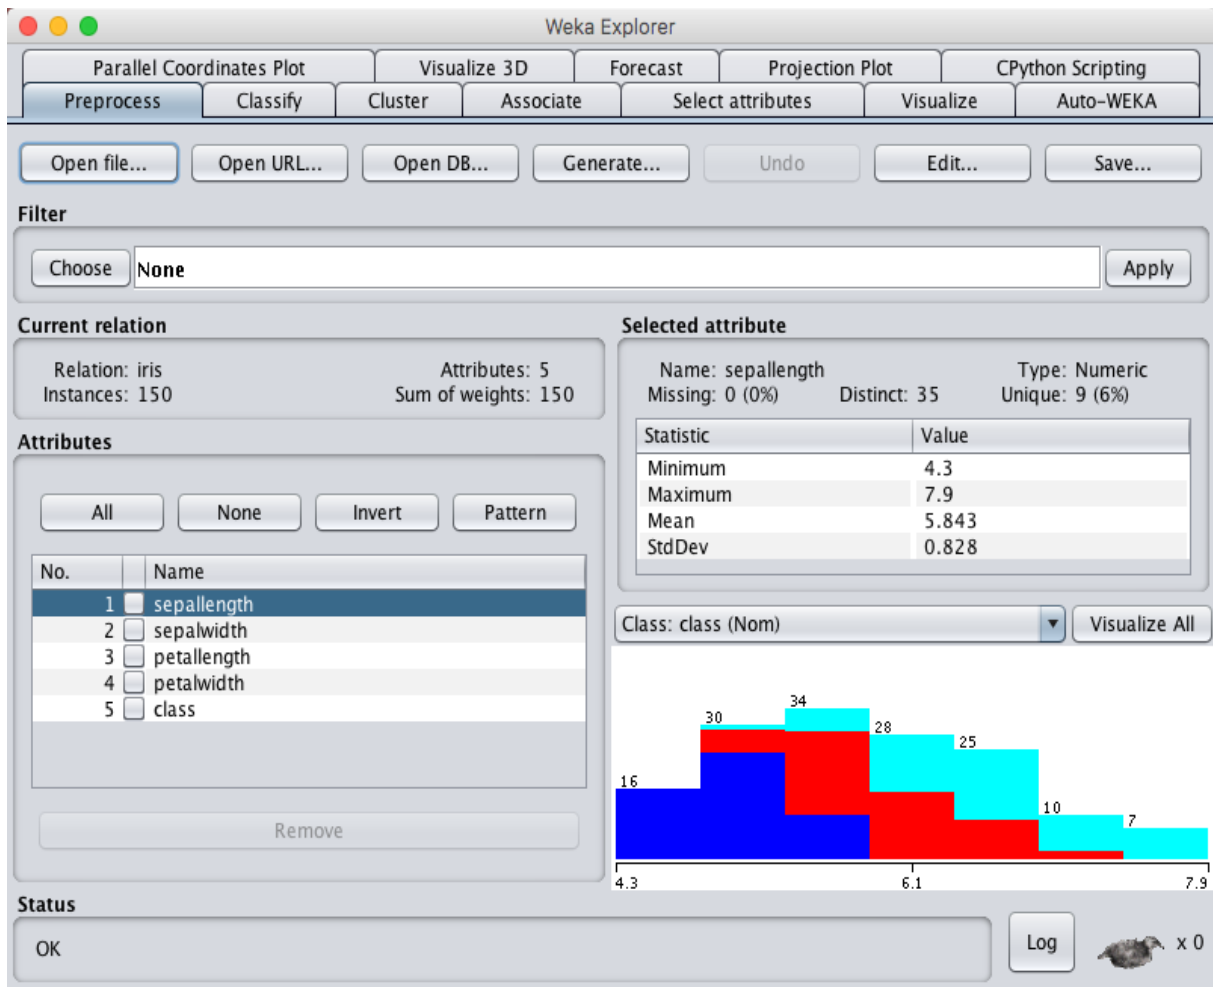 Weka Explorer
Parallel Coordinates Plot Visualize 3D Forecast Projection Plot CPython Scripting
Preprocess Classify Cluster Associate Select attributes Visualize Auto-WEKA
Open file... Open URL... Open DB... Generate... Undo Edit... Save...
Filter
Choose None Apply
Current relation
Relation: iris Attributes: 5
Instances: 150 Sum of weights: 150
Attributes
All None Invert Pattern
No. Name
1 sepallength
2 sepalwidth
3 petallength
4 petalwidth
5 class
Remove
Selected attribute
Name: sepallength Type: Numeric
Missing: 0 (0%) Distinct: 35 Unique: 9 (6%)
Statistic Value
Minimum 4.3
Maximum 7.9
Mean 5.843
StdDev 0.828
Class: class (Nom) Visualize All
16 30 34 28 25 10 7
4.3 6.1 7.9
Status
OK Log x 0